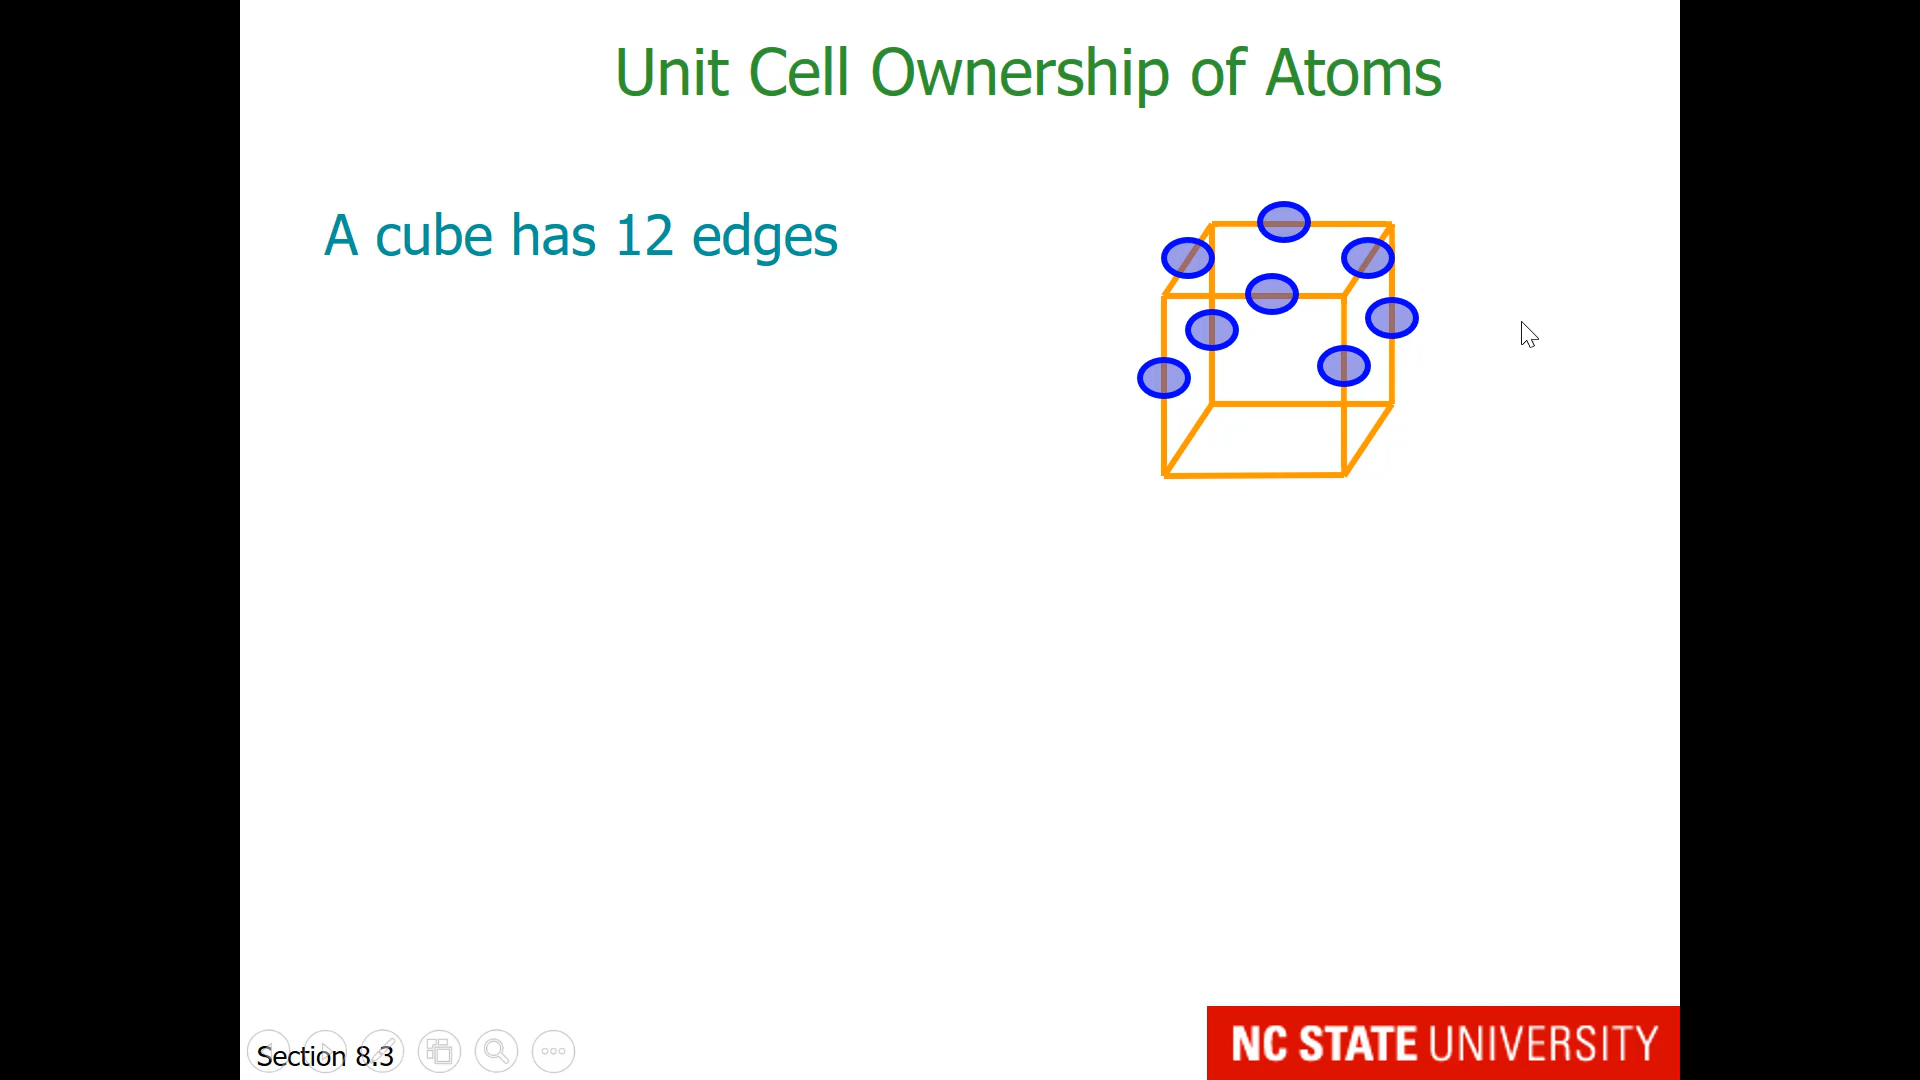 Unit Cell Ownership of Atoms
A cube has 12 edges
Section 8.3
NC STATE UNIVERSITY